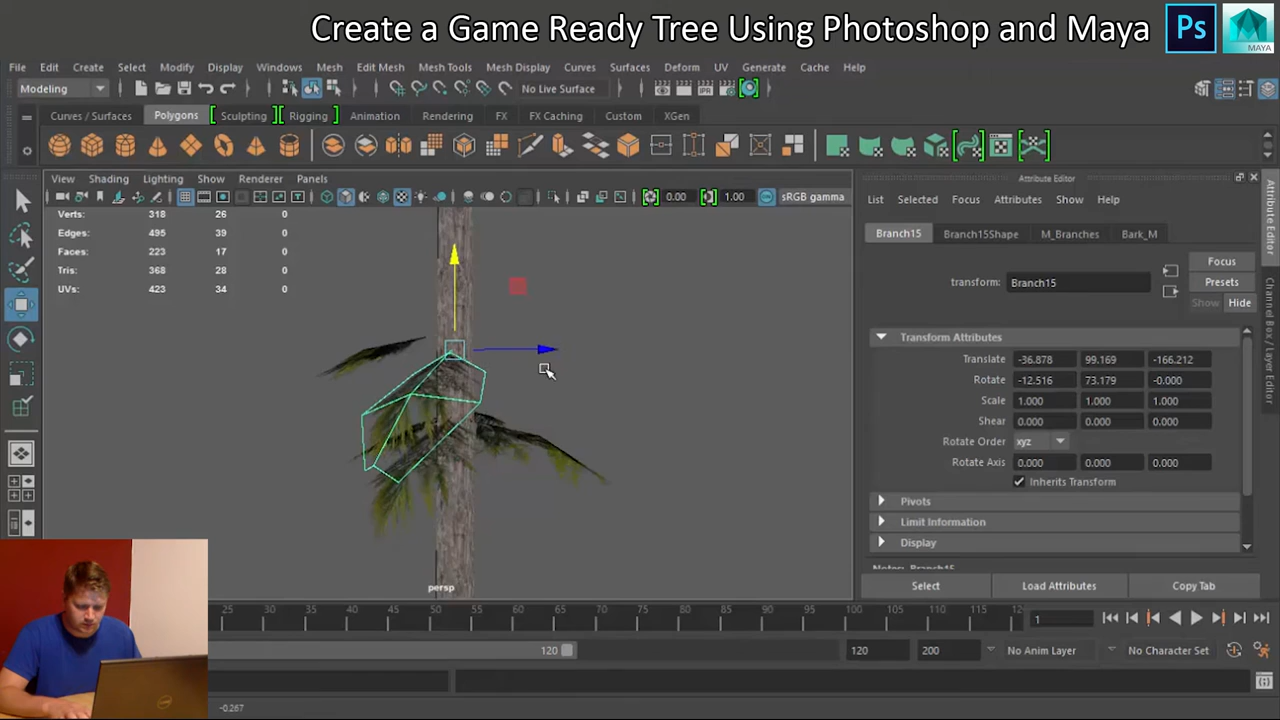 Create a Game Ready Tree Using Photoshop and Maya
Ps
MAYA
File Edit Create Select Modify Display Windows Mesh Edit Mesh Mesh Tools Mesh Display Curves Surfaces Deform UV Generate Cache Help
Modeling
No Live Surface
Curves / Surfaces Polygons Sculpting Rigging Animation Rendering FX FX Caching Custom XGen
View Shading Lighting Show Renderer Panels
0.00 1.00 sRGB gamma
Verts: 318 26 0
Edges: 495 39 0
Faces: 223 17 0
Tris: 368 28 0
UVs: 423 34 0
persp
Attribute Editor
List Selected Focus Attributes Show Help
Branch15 Branch15Shape M_Branches Bark_M
Focus
transform: Branch15
Presets
Show Hide
Transform Attributes
Translate -36.878 99.169 -166.212
Rotate -12.516 73.179 -0.000
Scale 1.000 1.000 1.000
Shear 0.000 0.000 0.000
Rotate Order xyz
Rotate Axis 0.000 0.000 0.000
Inherits Transform
Pivots
Limit Information
Display
Notes: Branch15
Select Load Attributes Copy Tab
Attribute Editor
Channel Box / Layer Editor
25 30 35 40 45 50 55 60 65 70 75 80 85 90 95 100 105 110 115 12
1
120
120 200 No Anim Layer No Character Set
-0.267